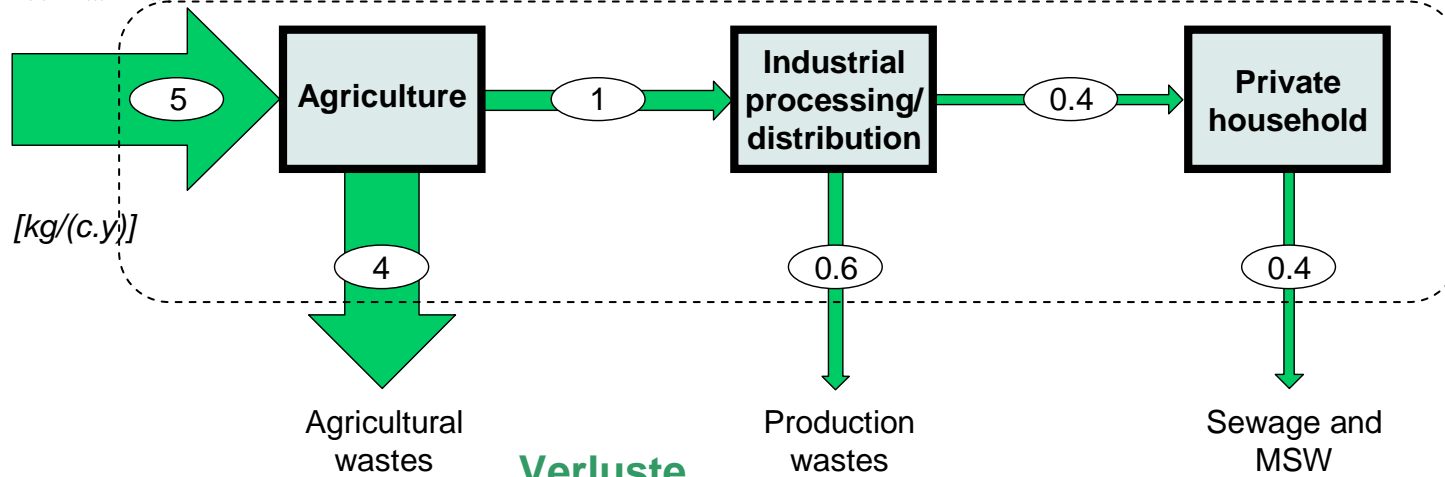 5
Agriculture
1
Industrial
processing/
distribution
0.4
Private
household
[kg/(c.y)]
4
0.6
0.4
Agricultural
wastes
Production
wastes
Sewage and
MSW
Verluste